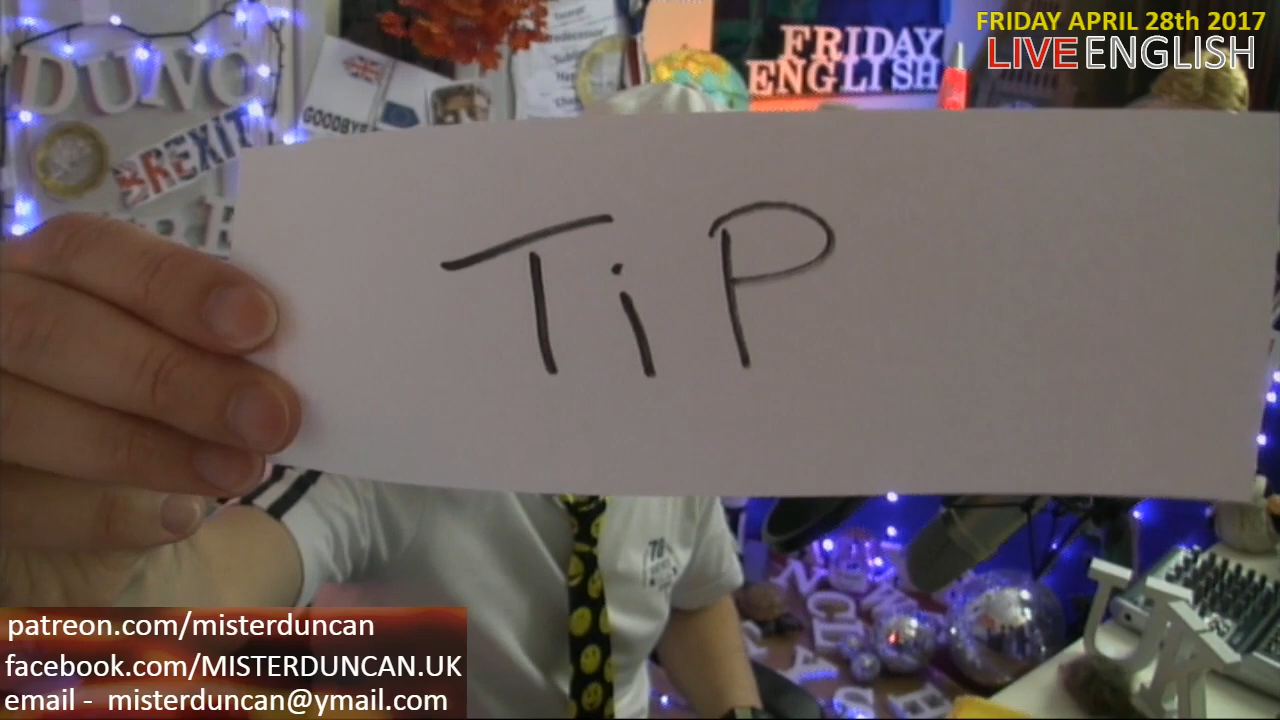 FRIDAY APRIL 28th 2017
LIVE ENGLISH
FRIDAY
ENGLISH
DUNC
GOODBYE
BREXIT
TiP
UK
patreon.com/misterduncan
facebook.com/MISTERDUNCAN.UK
email - misterduncan@ymail.com